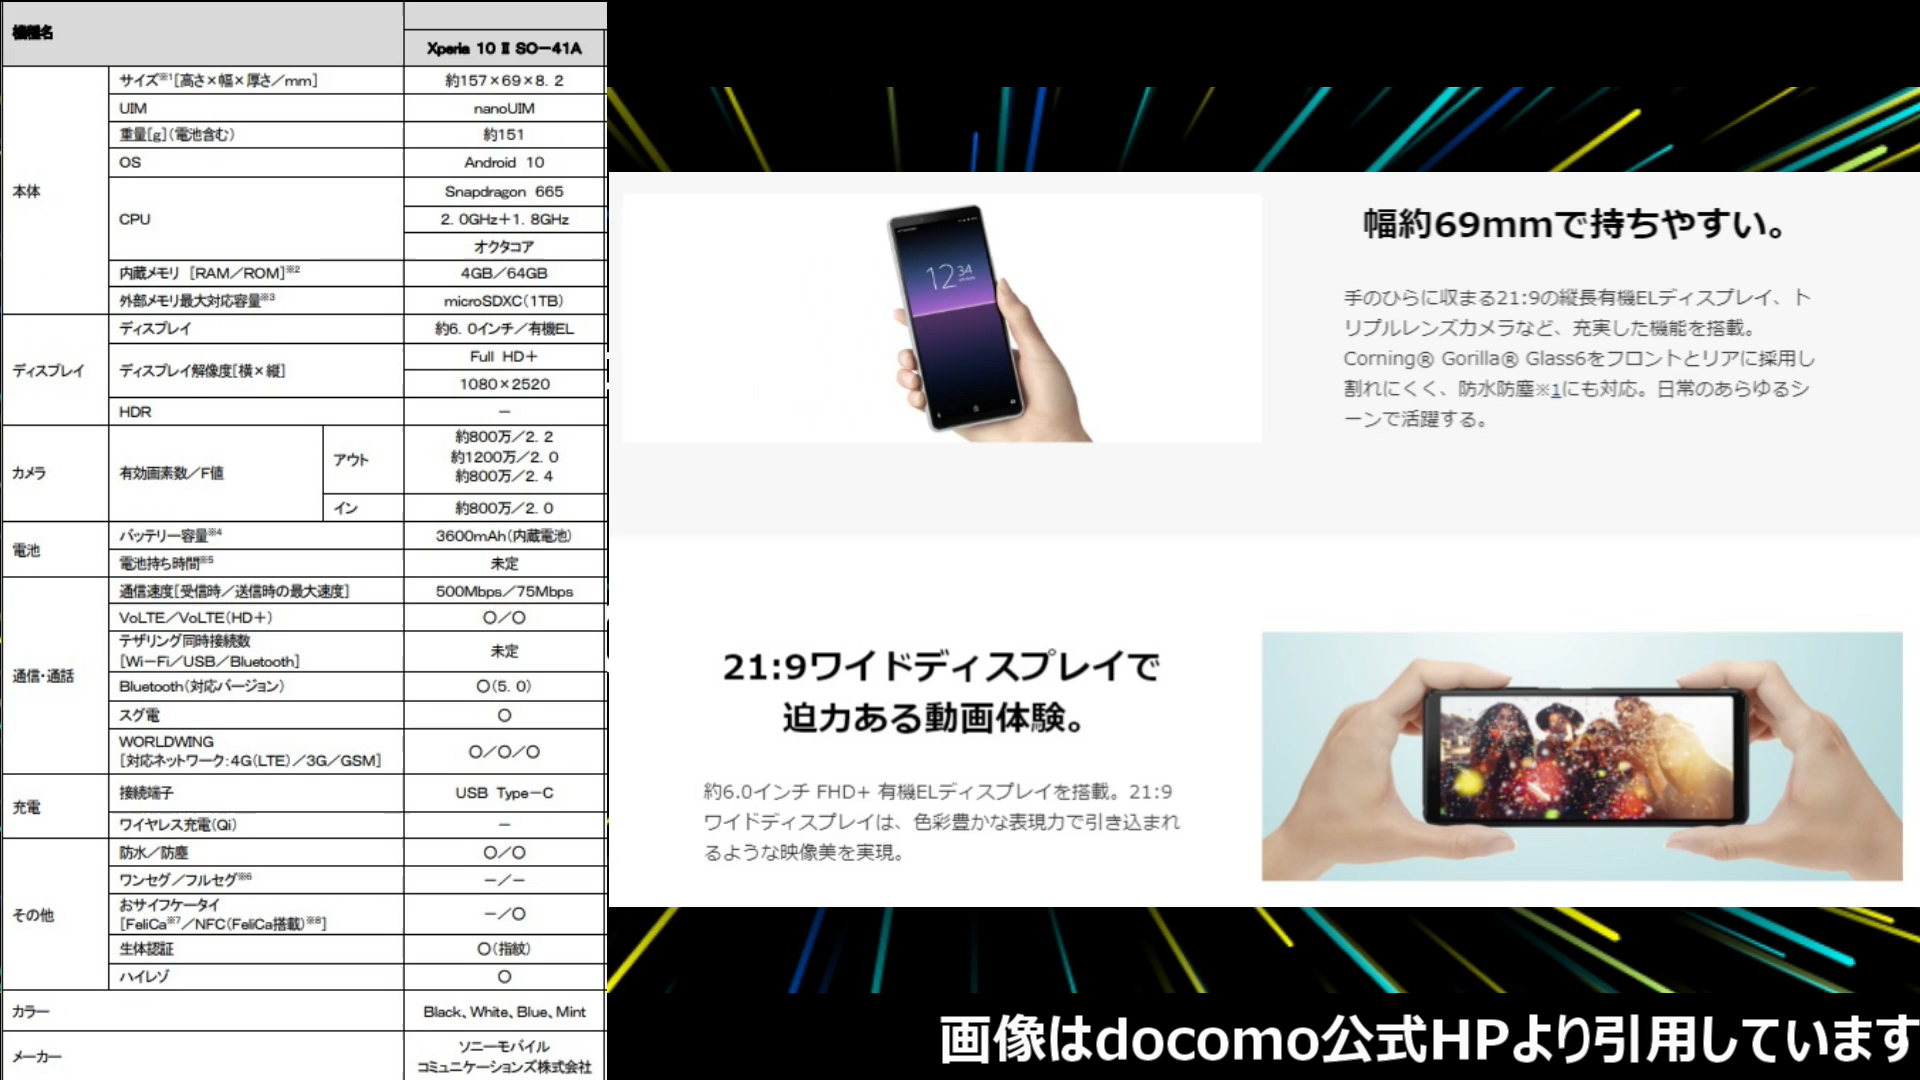 機種名
Xperia 10 Ⅱ SO－41A
本体
サイズ※1[高さ×幅×厚さ／mm]
約157×69×8．2
UIM
nanoUIM
重量[g]（電池含む）
約151
OS
Android 10
CPU
Snapdragon 665
2．0GHz＋1．8GHz
オクタコア
内蔵メモリ [RAM／ROM]※2
4GB／64GB
外部メモリ最大対応容量※3
microSDXC（1TB）
ディスプレイ
ディスプレイ
約6．0インチ／有機EL
ディスプレイ解像度[横×縦]
Full HD＋
1080×2520
HDR
－
カメラ
有効画素数／F値
アウト
約800万／2．2
約1200万／2．0
約800万／2．4
イン
約800万／2．0
電池
バッテリー容量※4
3600mAh（内蔵電池）
電池持ち時間※5
未定
通信・通話
通信速度[受信時／送信時の最大速度]
500Mbps／75Mbps
VoLTE／VoLTE（HD＋）
○／○
テザリング同時接続数
[Wi－Fi／USB／Bluetooth]
未定
Bluetooth（対応バージョン）
○（5．0）
スグ電
○
WORLDWING
[対応ネットワーク：4G（LTE）／3G／GSM]
○／○／○
充電
接続端子
USB Type－C
ワイヤレス充電（Qi）
－
その他
防水／防塵
○／○
ワンセグ／フルセグ※6
－／－
おサイフケータイ
[FeliCa※7／NFC（FeliCa搭載）※8]
－／○
生体認証
○（指紋）
ハイレゾ
○
カラー
Black、White、Blue、Mint
メーカー
ソニーモバイル
コミュニケーションズ株式会社
12 34
幅約69mmで持ちやすい。
手のひらに収まる21:9の縦長有機ELディスプレイ、ト
リプルレンズカメラなど、充実した機能を搭載。
Corning® Gorilla® Glass6をフロントとリアに採用し
割れにくく、防水防塵※1にも対応。日常のあらゆるシ
ーンで活躍する。
21:9ワイドディスプレイで
迫力ある動画体験。
約6.0インチ FHD+ 有機ELディスプレイを搭載。21:9
ワイドディスプレイは、色彩豊かな表現力で引き込まれ
るような映像美を実現。
画像はdocomo公式HPより引用しています